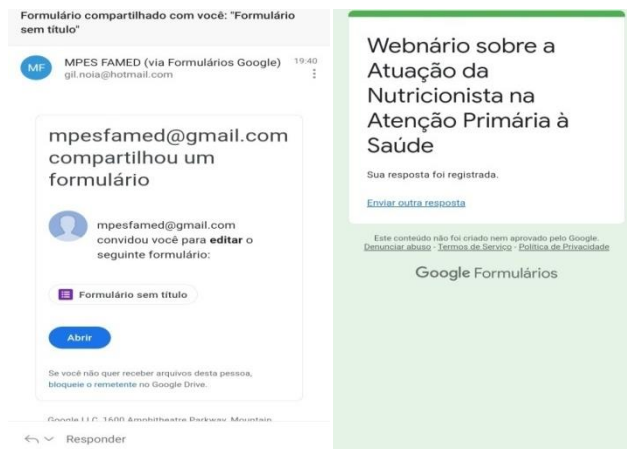 Formulário compartilhado com você: "Formulário
sem título"
MF
MPES FAMED (via Formulários Google)
19:40
gil.noia@hotmail.com
mpesfamed@gmail.com
compartilhou um
formulário
mpesfamed@gmail.com
convidou você para editar o
seguinte formulário:
Formulário sem título
Abrir
Se você não quer receber arquivos desta pessoa,
bloqueie o remetente no Google Drive.
Google LLC, 1600 Amphitheatre Parkway, Mountain
Responder
Webnário sobre a
Atuação da
Nutricionista na
Atenção Primária à
Saúde
Sua resposta foi registrada.
Enviar outra resposta
Este conteúdo não foi criado nem aprovado pelo Google.
Denunciar abuso - Termos de Serviço - Política de Privacidade
Google Formulários